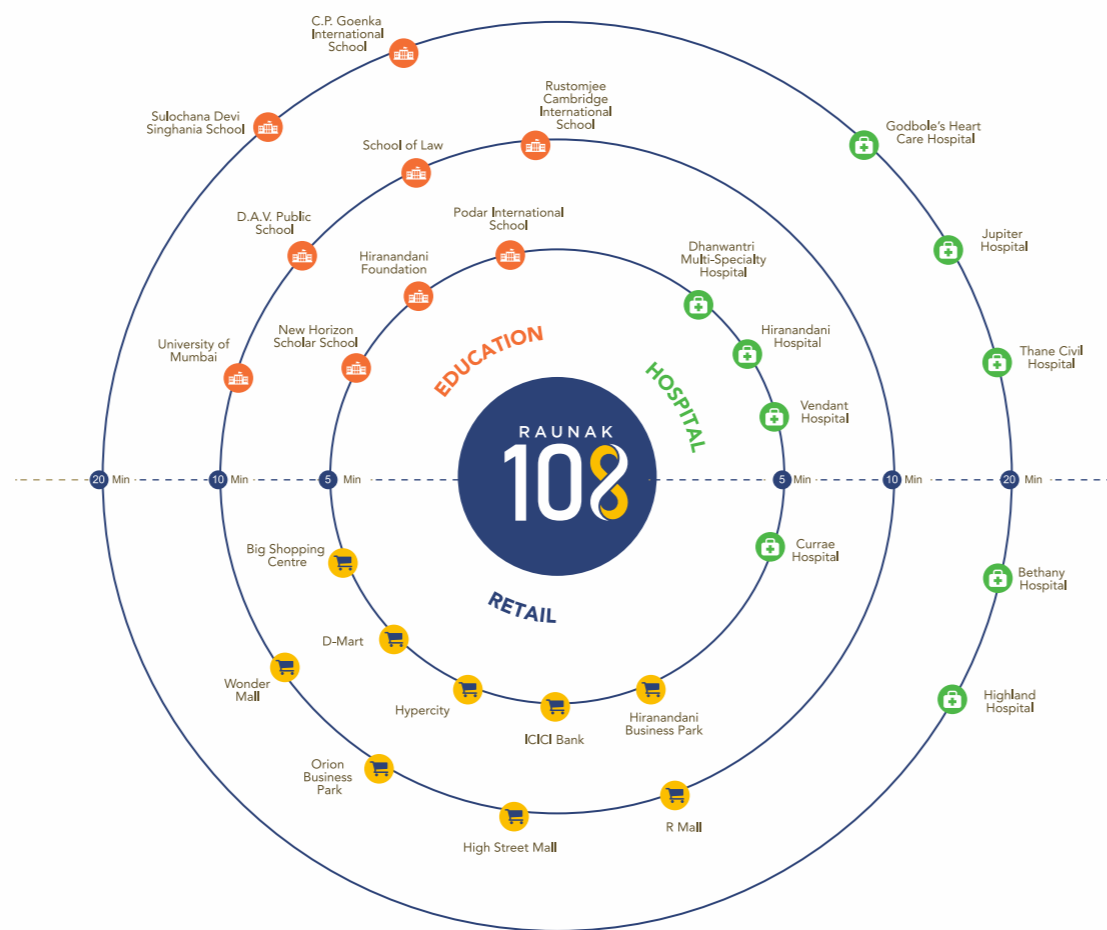 C.P. Goenka
International
School
Sulochana Devi
Singhania School
Rustomjee
Cambridge
International
School
School of Law
Godbole's Heart
Care Hospital
D.A.V. Public
School
Podar International
School
Hiranandani
Foundation
Dhanwantri
Multi-Specialty
Hospital
Jupiter
Hospital
University of
Mumbai
New Horizon
Scholar School
EDUCATION
HOSPITAL
Hiranandani
Hospital
Thane Civil
Hospital
Vendant
Hospital
RAUNAK
108
20 Min
10 Min
5 Min
5 Min
10 Min
20 Min
Big Shopping
Centre
Currae
Hospital
Bethany
Hospital
RETAIL
D-Mart
Wonder
Mall
Hypercity
ICICI Bank
Hiranandani
Business Park
Highland
Hospital
Orion
Business
Park
High Street Mall
R Mall